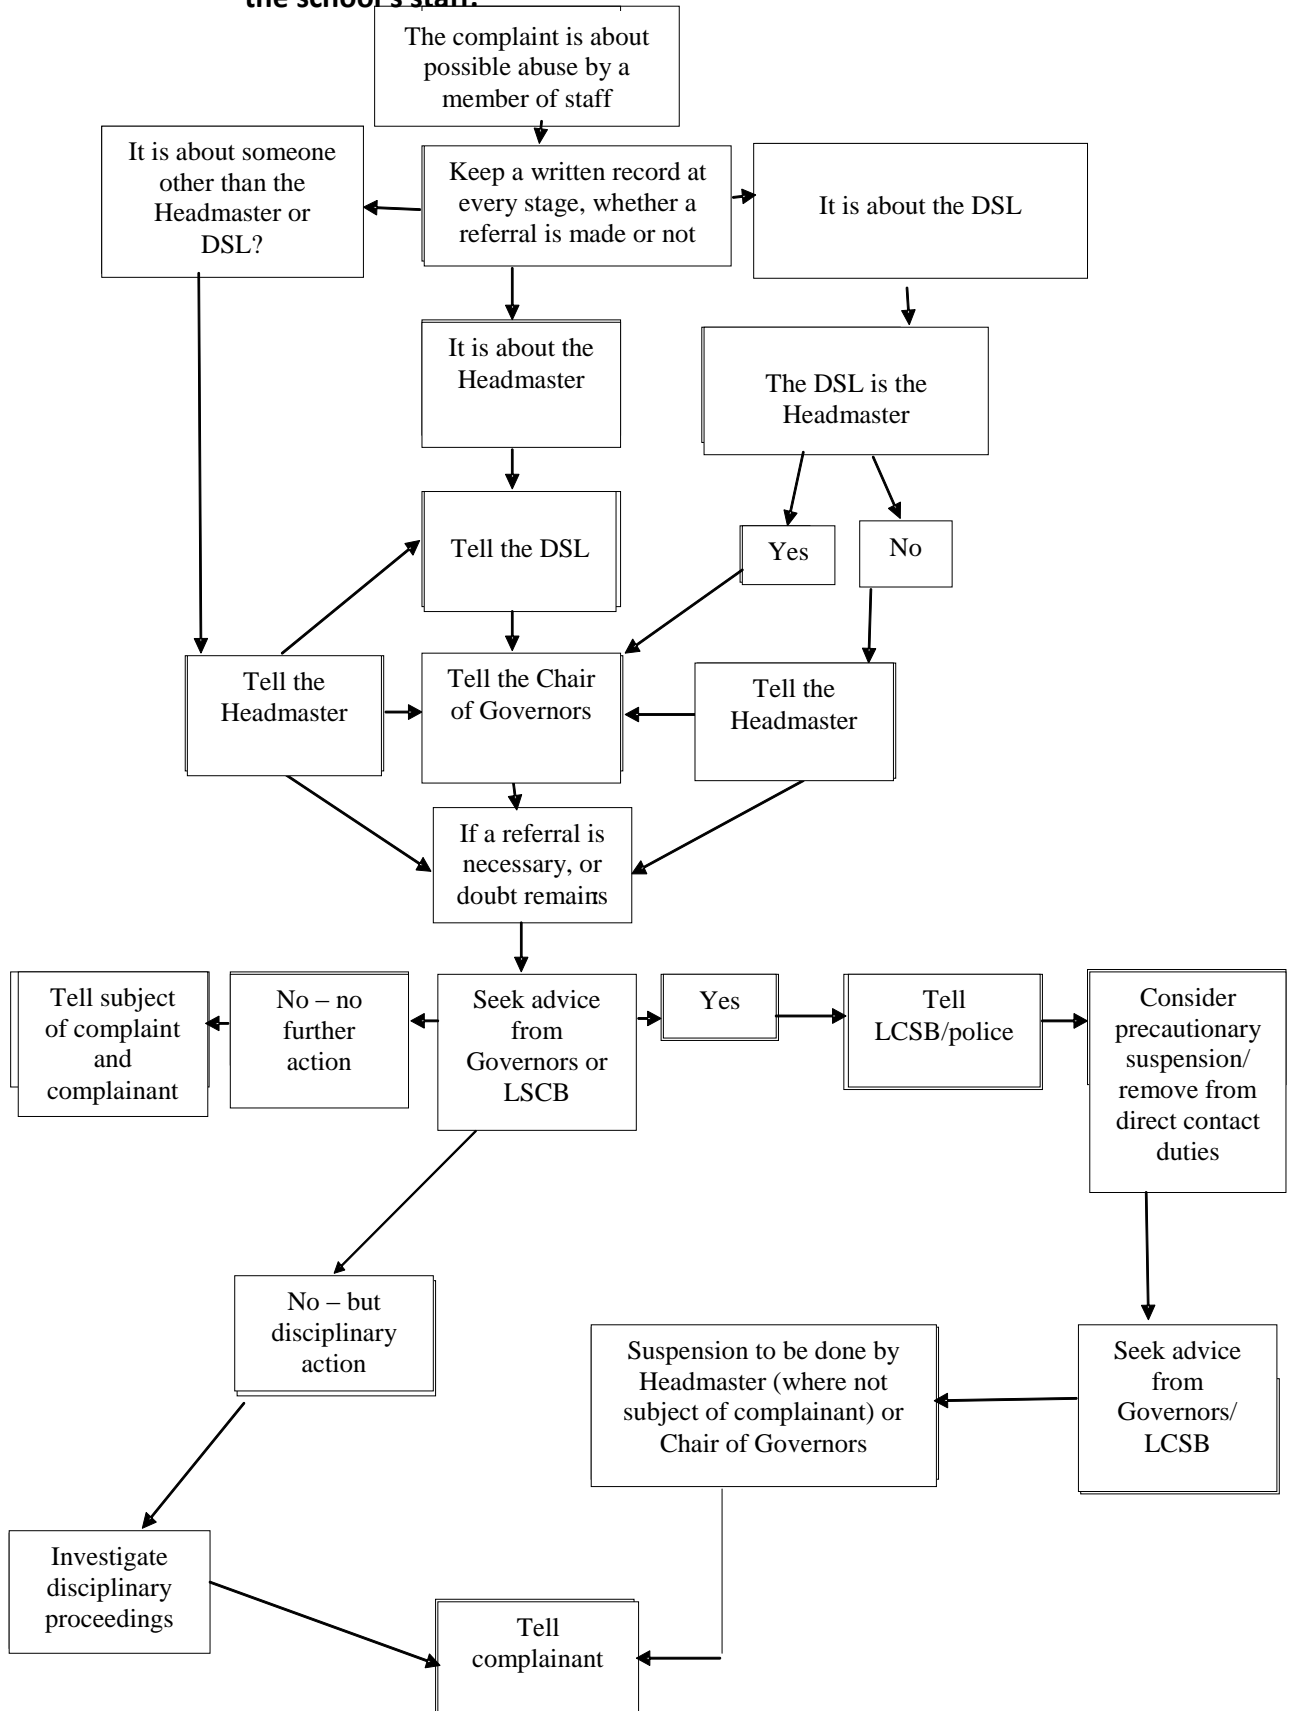 the school's staff.
The complaint is about
possible abuse by a
member of staff
It is about someone
other than the
Headmaster or
DSL?
Keep a written record at
every stage, whether a
referral is made or not
It is about the DSL
It is about the
Headmaster
The DSL is the
Headmaster
Tell the DSL
Yes
No
Tell the
Headmaster
Tell the Chair
of Governors
Tell the
Headmaster
If a referral is
necessary, or
doubt remains
Tell subject
of complaint
and
complainant
No – no
further
action
Seek advice
from
Governors or
LSCB
Yes
Tell
LCSB/police
Consider
precautionary
suspension/
remove from
direct contact
duties
No – but
disciplinary
action
Suspension to be done by
Headmaster (where not
subject of complainant) or
Chair of Governors
Seek advice
from
Governors/
LCSB
Investigate
disciplinary
proceedings
Tell
complainant